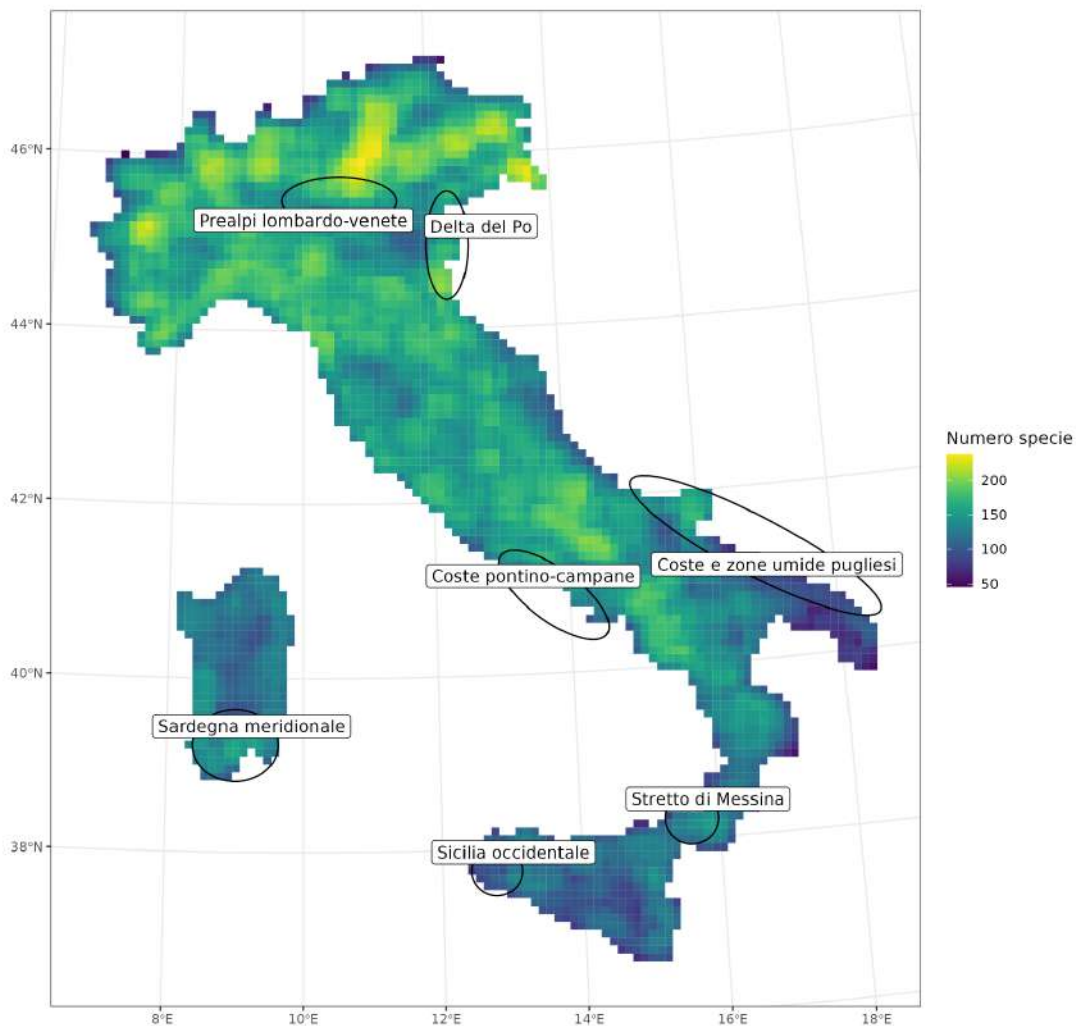 46°N
Prealpi lombardo-venete
Delta del Po
44°N
Numero specie
200
150
100
50
42°N
Coste e zone umide pugliesi
Coste pontino-campane
40°N
Sardegna meridionale
Stretto di Messina
38°N
Sicilia occidentale
8°E
10°E
12°E
14°E
16°E
18°E